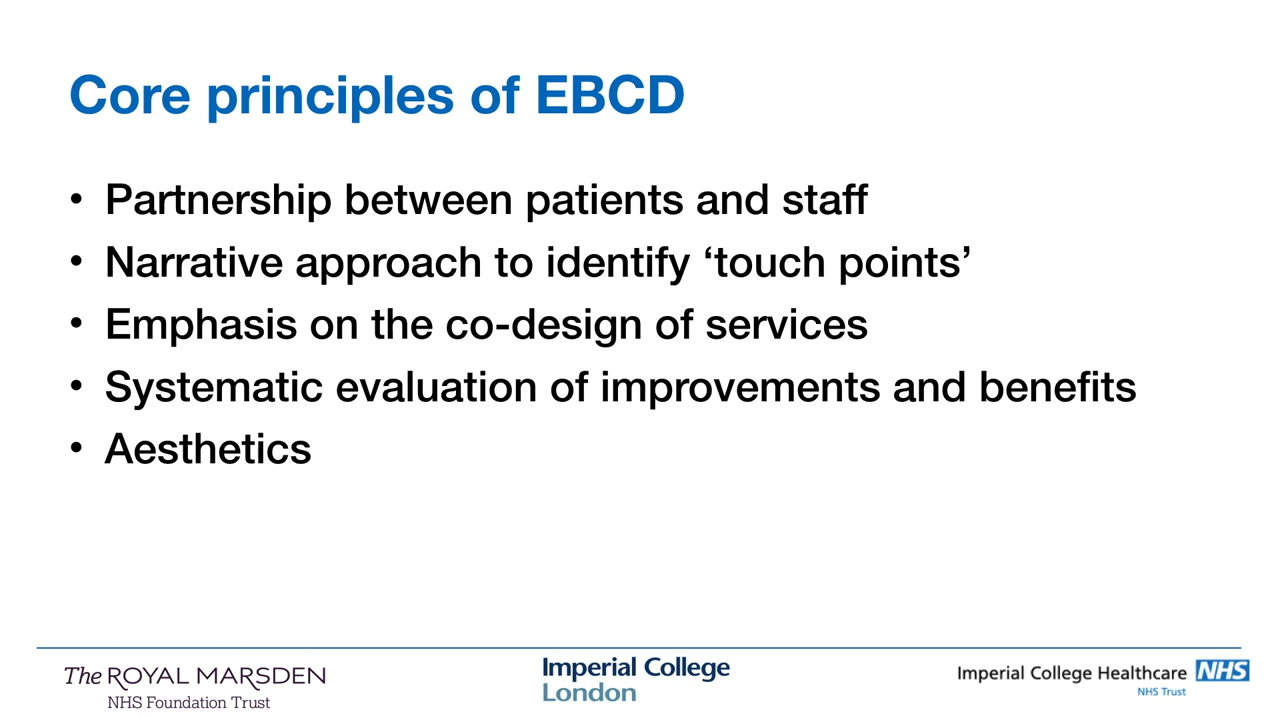 Core principles of EBCD
• Partnership between patients and staff
• Narrative approach to identify ‘touch points’
• Emphasis on the co-design of services
• Systematic evaluation of improvements and benefits
• Aesthetics
The ROYAL MARSDEN
NHS Foundation Trust
Imperial College
London
Imperial College Healthcare NHS
NHS Trust